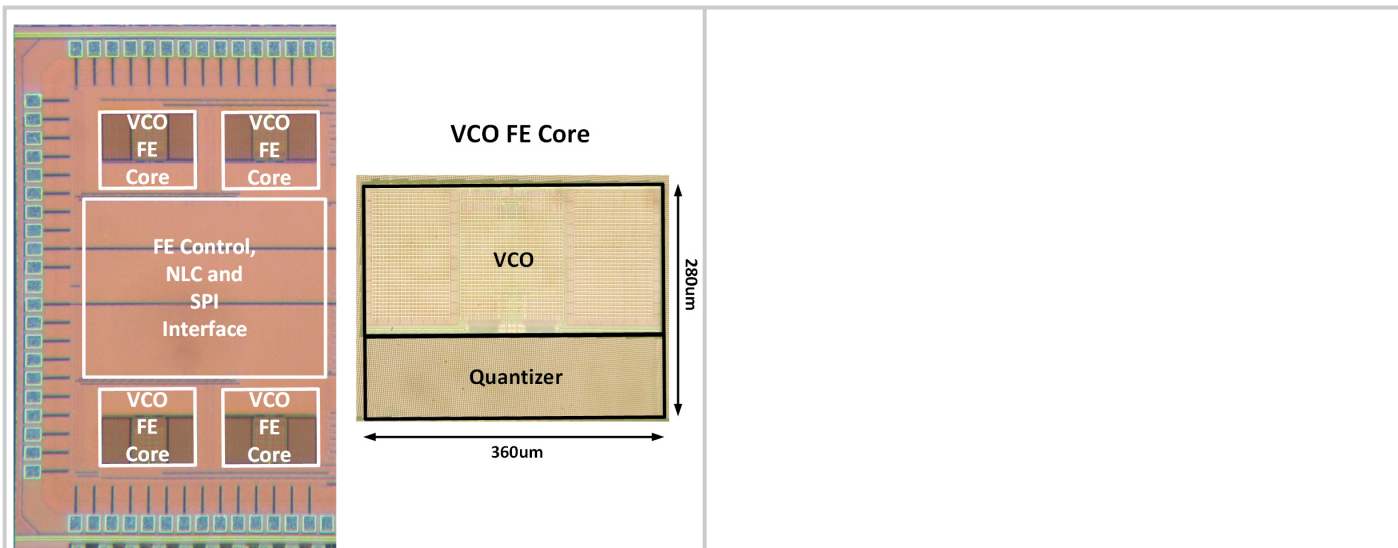 VCO
FE
Core
VCO
FE
Core
FE Control,
NLC and
SPI
Interface
VCO
FE
Core
VCO
FE
Core
VCO FE Core
VCO
Quantizer
280um
360um